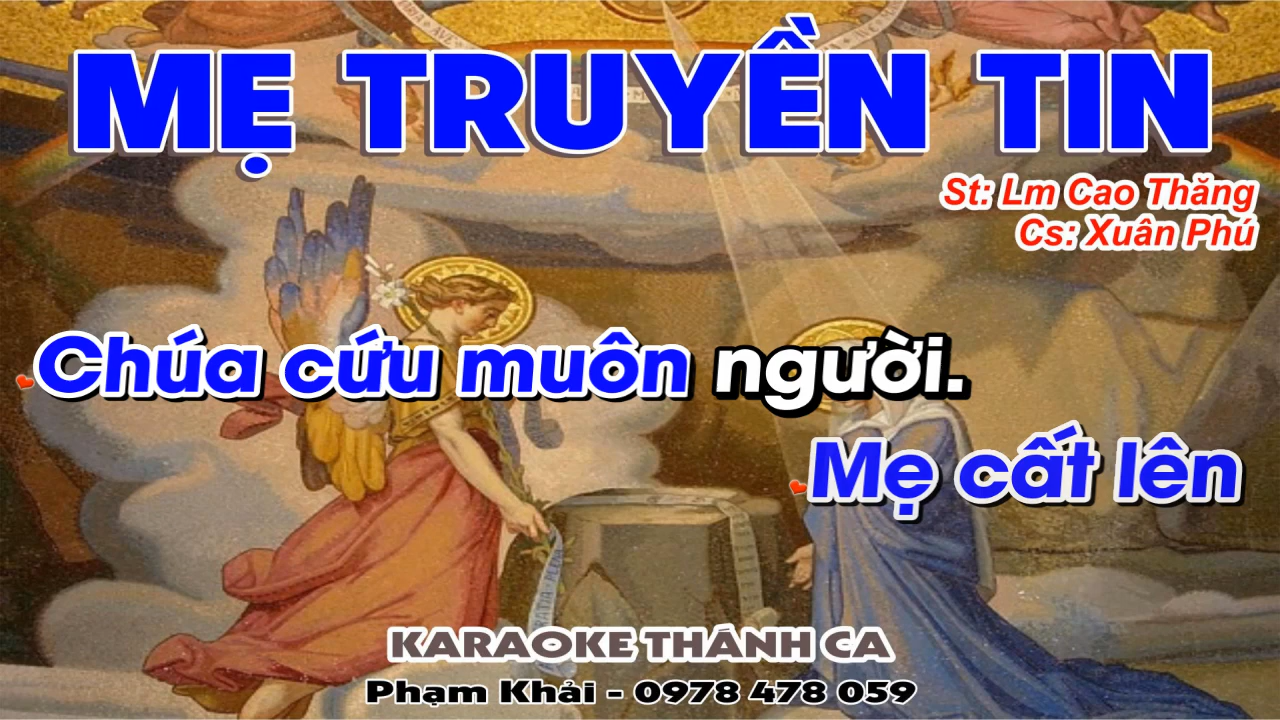 MẸ TRUYỀN TIN
St: Lm Cao Thăng
Cs: Xuân Phú
Chúa cứu muôn người.
Mẹ cất lên
KARAOKE THÁNH CA
Phạm Khải - 0978 478 059